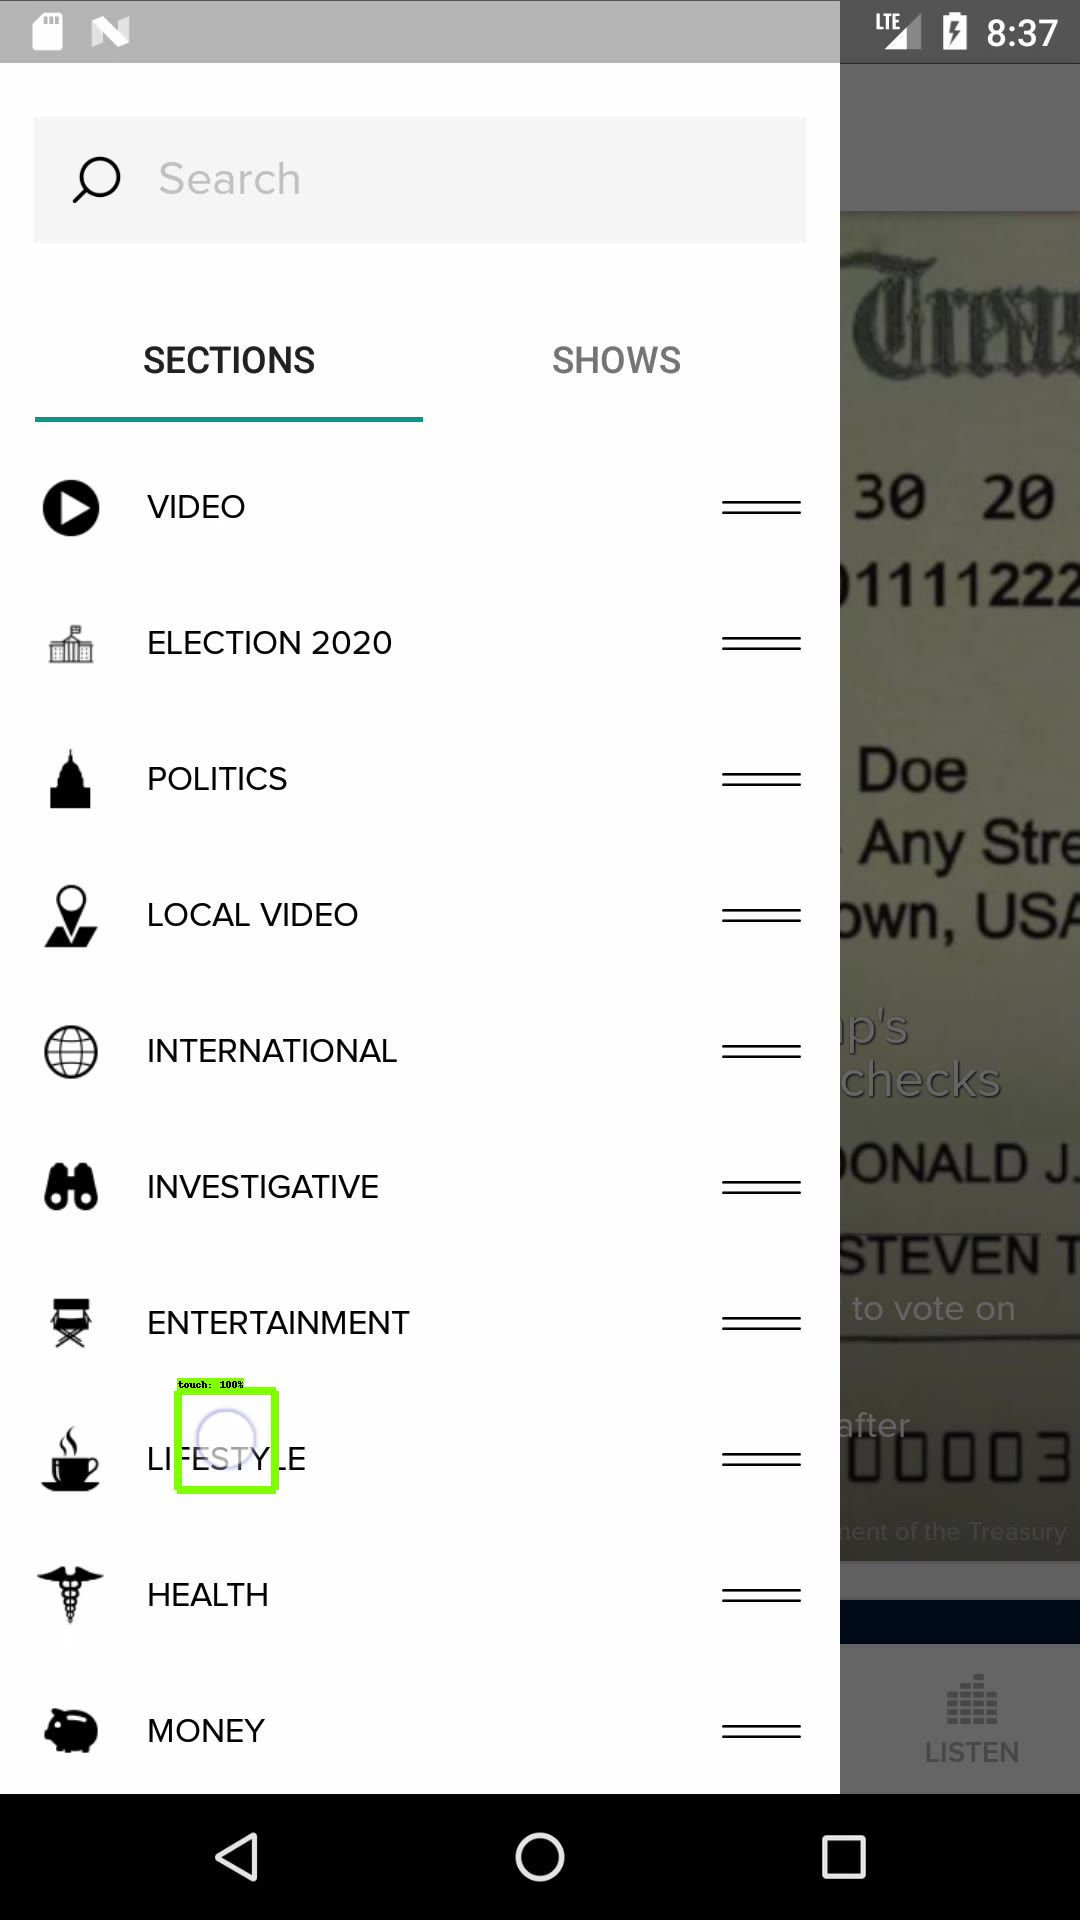 LTE 8:37
Search
SECTIONS SHOWS
VIDEO
ELECTION 2020
POLITICS
LOCAL VIDEO
INTERNATIONAL
INVESTIGATIVE
ENTERTAINMENT
touch: 100%
LIFESTYLE
HEALTH
MONEY
30 20
01111222
Doe
Any Stre
own, USA
p's
checks
DONALD J.
STEVEN T
to vote on
after
00003
ment of the Treasury
LISTEN